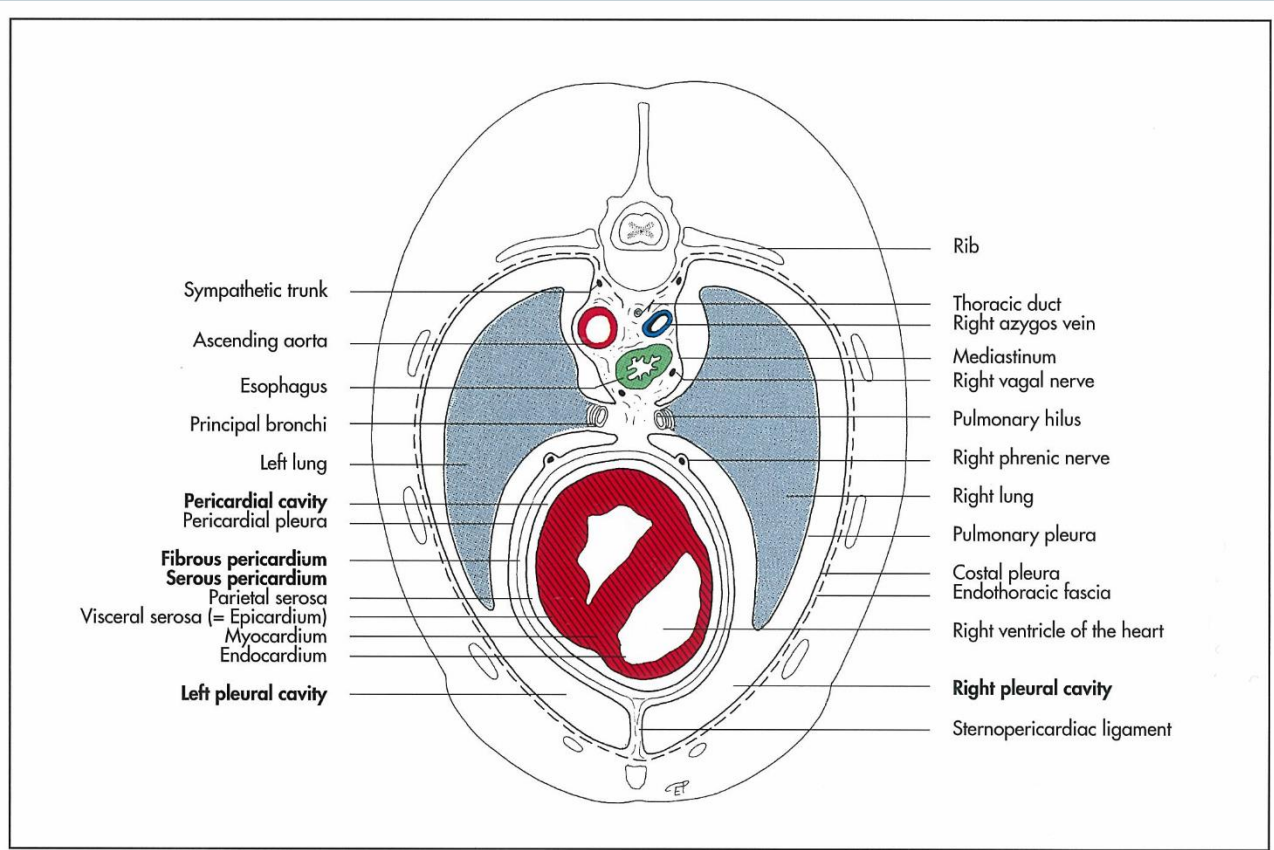 Sympathetic trunk
Ascending aorta
Esophagus
Principal bronchi
Left lung
Pericardial cavity
Pericardial pleura
Fibrous pericardium
Serous pericardium
Parietal serosa
Visceral serosa (= Epicardium)
Myocardium
Endocardium
Left pleural cavity
Rib
Thoracic duct
Right azygos vein
Mediastinum
Right vagal nerve
Pulmonary hilus
Right phrenic nerve
Right lung
Pulmonary pleura
Costal pleura
Endothoracic fascia
Right ventricle of the heart
Right pleural cavity
Sternopericardiac ligament